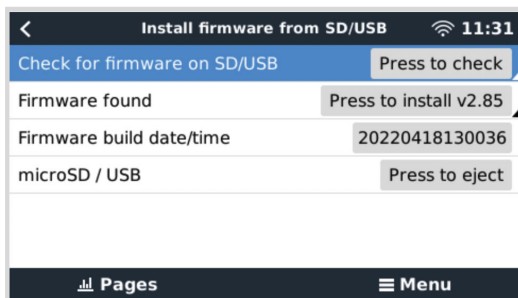 Install firmware from SD/USB 11:31
Check for firmware on SD/USB Press to check
Firmware found Press to install v2.85
Firmware build date/time 20220418130036
microSD / USB Press to eject
Pages Menu